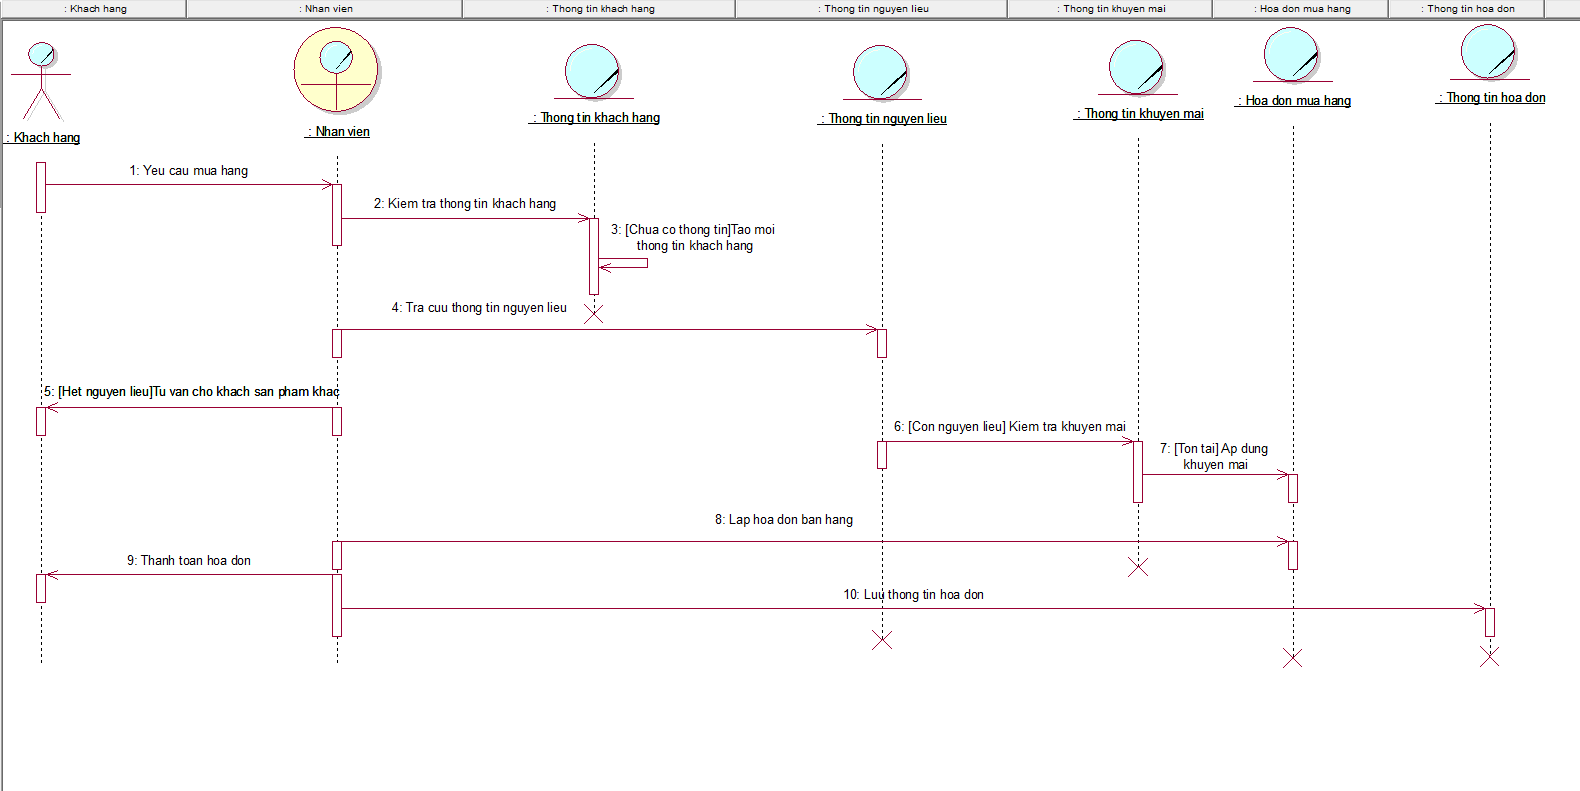 : Khach hang
: Nhan vien
: Thong tin khach hang
: Thong tin nguyen lieu
: Thong tin khuyen mai
: Hoa don mua hang
: Thong tin hoa don
: Khach hang
: Nhan vien
: Thong tin khach hang
: Thong tin nguyen lieu
: Thong tin khuyen mai
: Hoa don mua hang
: Thong tin hoa don
1: Yeu cau mua hang
2: Kiem tra thong tin khach hang
3: [Chua co thong tin]Tao moi
thong tin khach hang
4: Tra cuu thong tin nguyen lieu
5: [Het nguyen lieu]Tu van cho khach san pham khac
6: [Con nguyen lieu] Kiem tra khuyen mai
7: [Ton tai] Ap dung
khuyen mai
8: Lap hoa don ban hang
9: Thanh toan hoa don
10: Luu thong tin hoa don